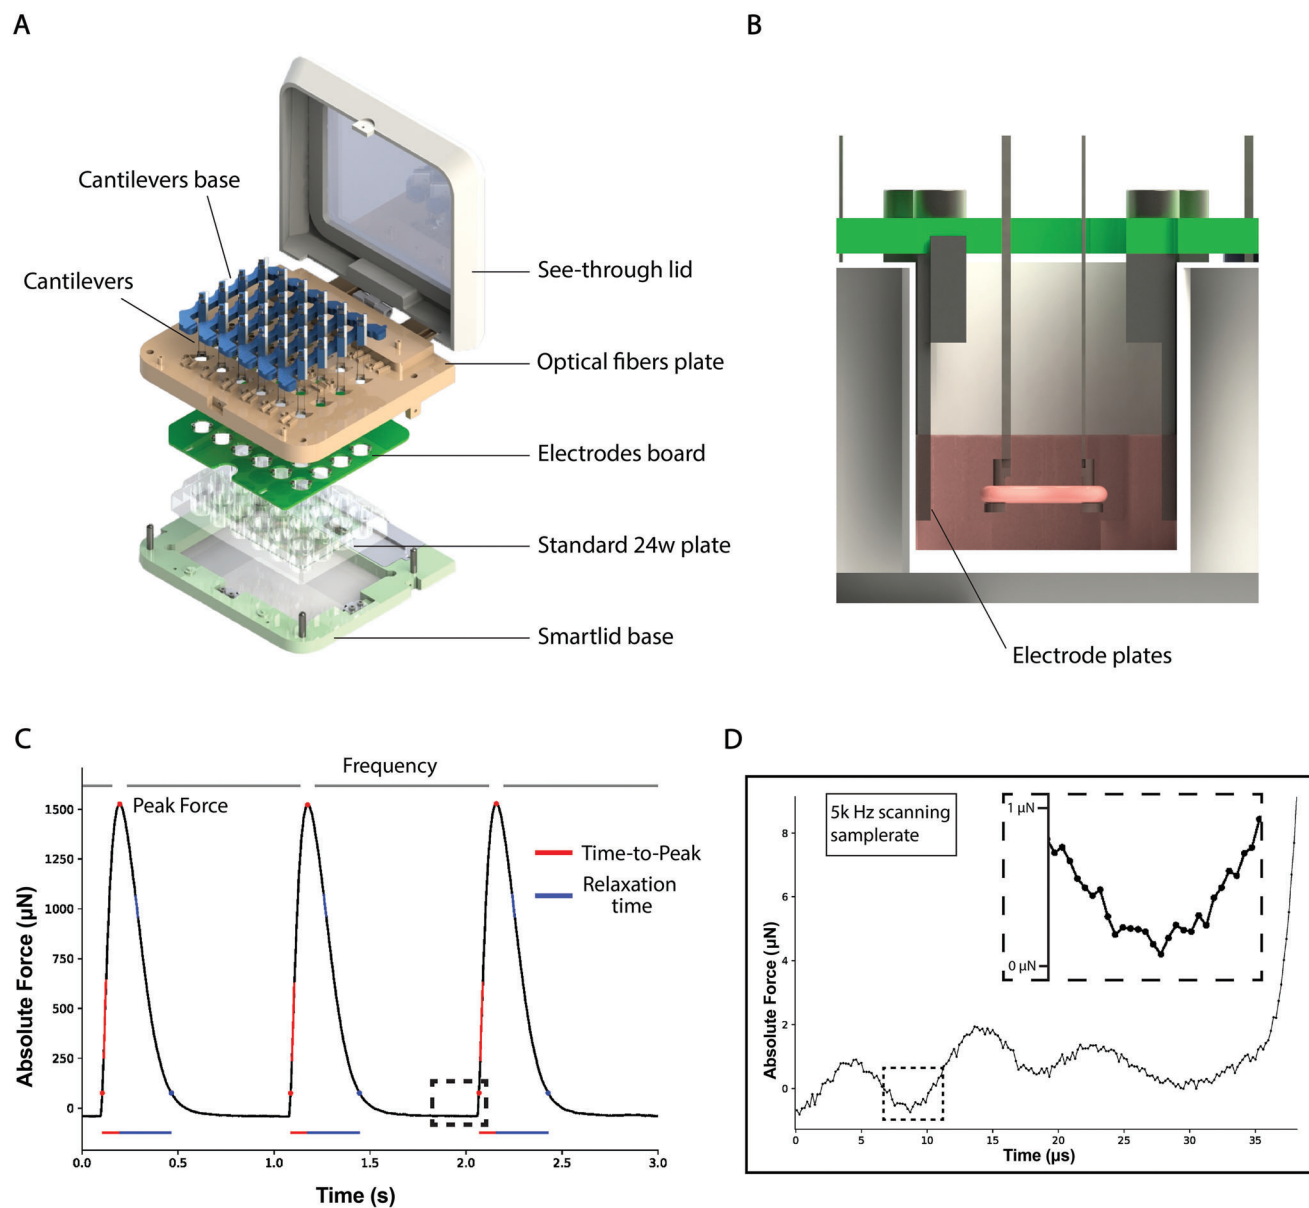 A
Cantilevers base
Cantilevers
See-through lid
Optical fibers plate
Electrodes board
Standard 24w plate
Smartlid base
B
Electrode plates
C
Frequency
Peak Force
Time-to-Peak
Relaxation
time
Absolute Force (µN)
1500
1250
1000
750
500
250
0
0.0
0.5
1.0
1.5
2.0
2.5
3.0
Time (s)
D
5k Hz scanning
samplerate
1 µN
0 µN
Absolute Force (µN)
8
6
4
2
0
0
5
10
15
20
25
30
35
Time (µs)